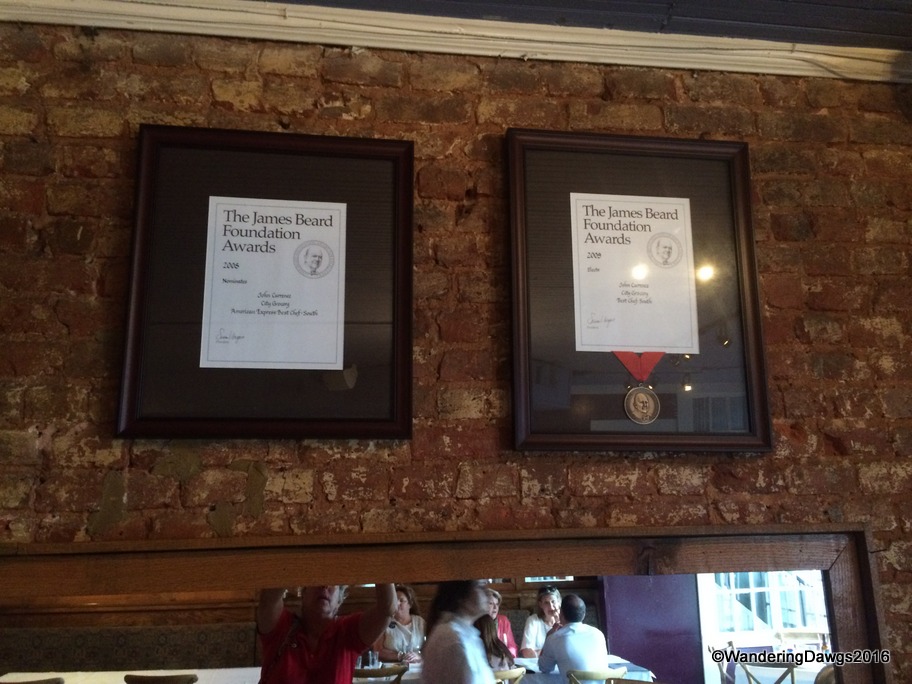 The James Beard
Foundation
Awards
2008
Nominee
John Currence
City Grocery
American Express Best Chef-South
The James Beard
Foundation
Awards
2009
John Currence
City Grocery
Best Chef South
©WanderingDawgs2016